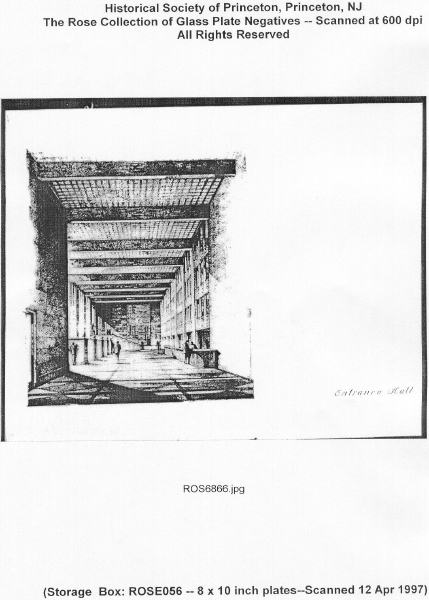 Historical Society of Princeton, Princeton, NJ
The Rose Collection of Glass Plate Negatives -- Scanned at 600 dpi
All Rights Reserved
Entrance Hall
ROS6866.jpg
(Storage Box: ROSE056 -- 8 x 10 inch plates--Scanned 12 Apr 1997)